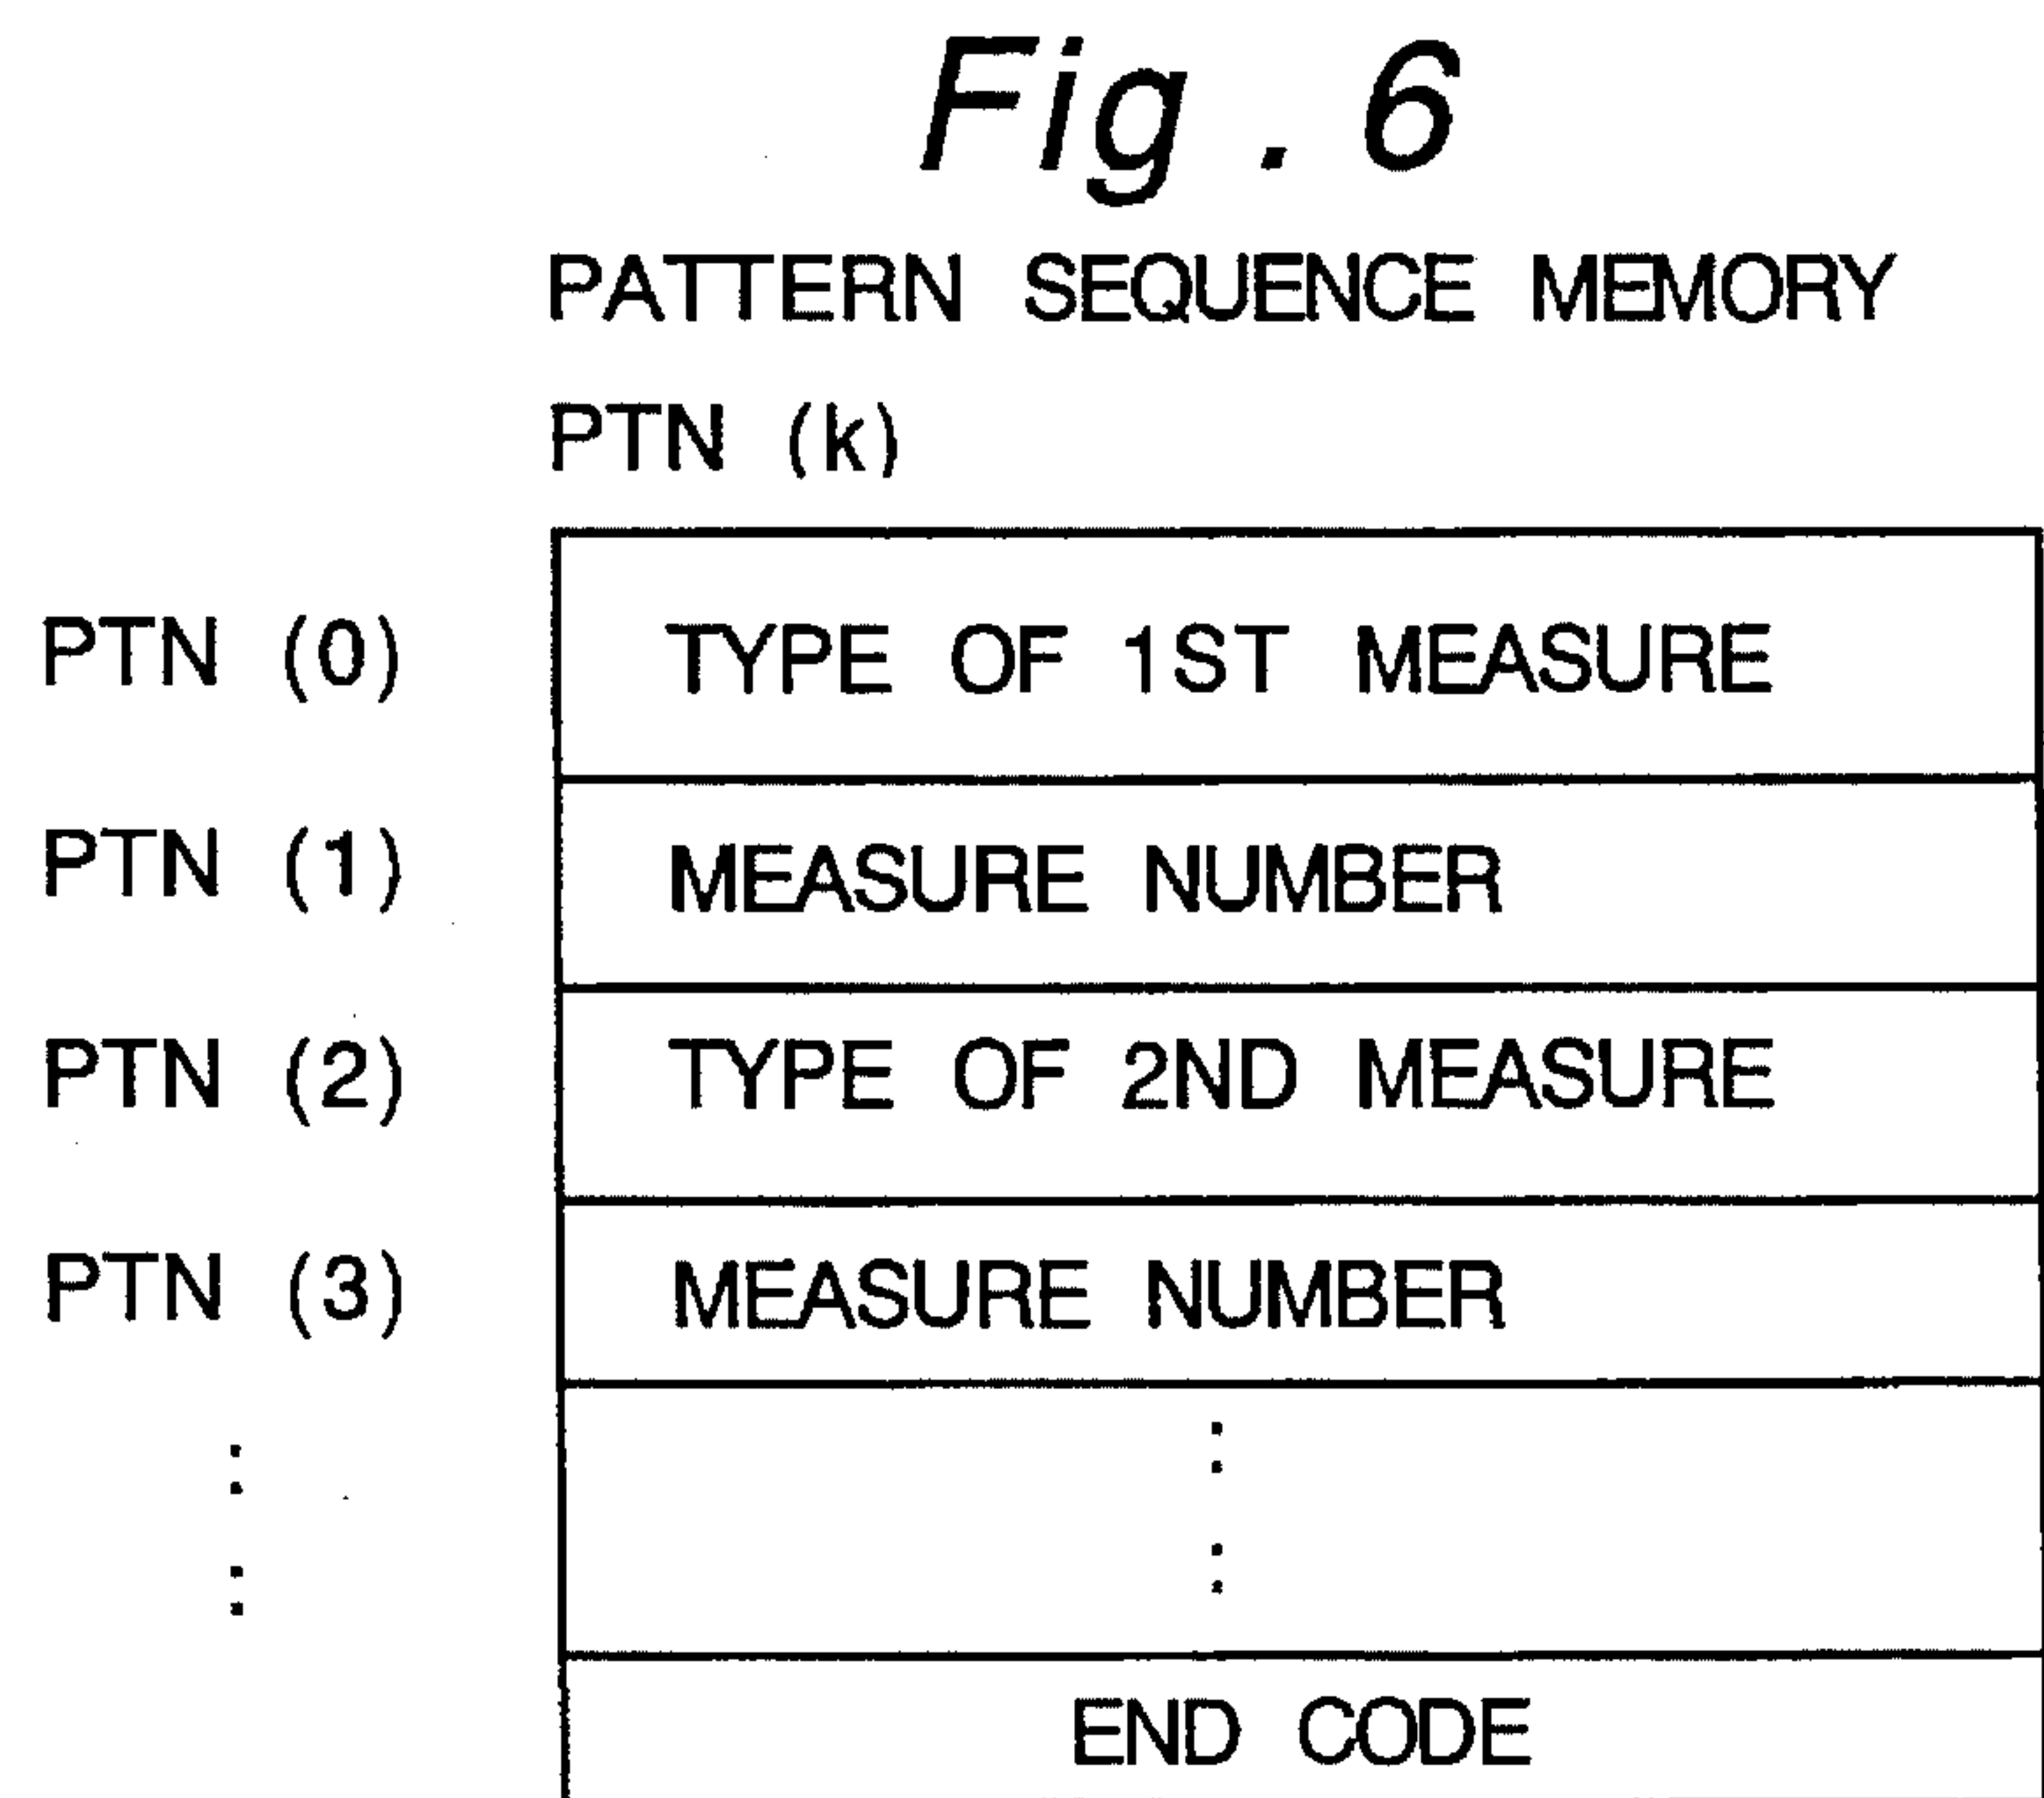 Fig. 6
PATTERN SEQUENCE MEMORY
PTN (k)
PTN (0) TYPE OF 1ST MEASURE
PTN (1) MEASURE NUMBER
PTN (2) TYPE OF 2ND MEASURE
PTN (3) MEASURE NUMBER
END CODE